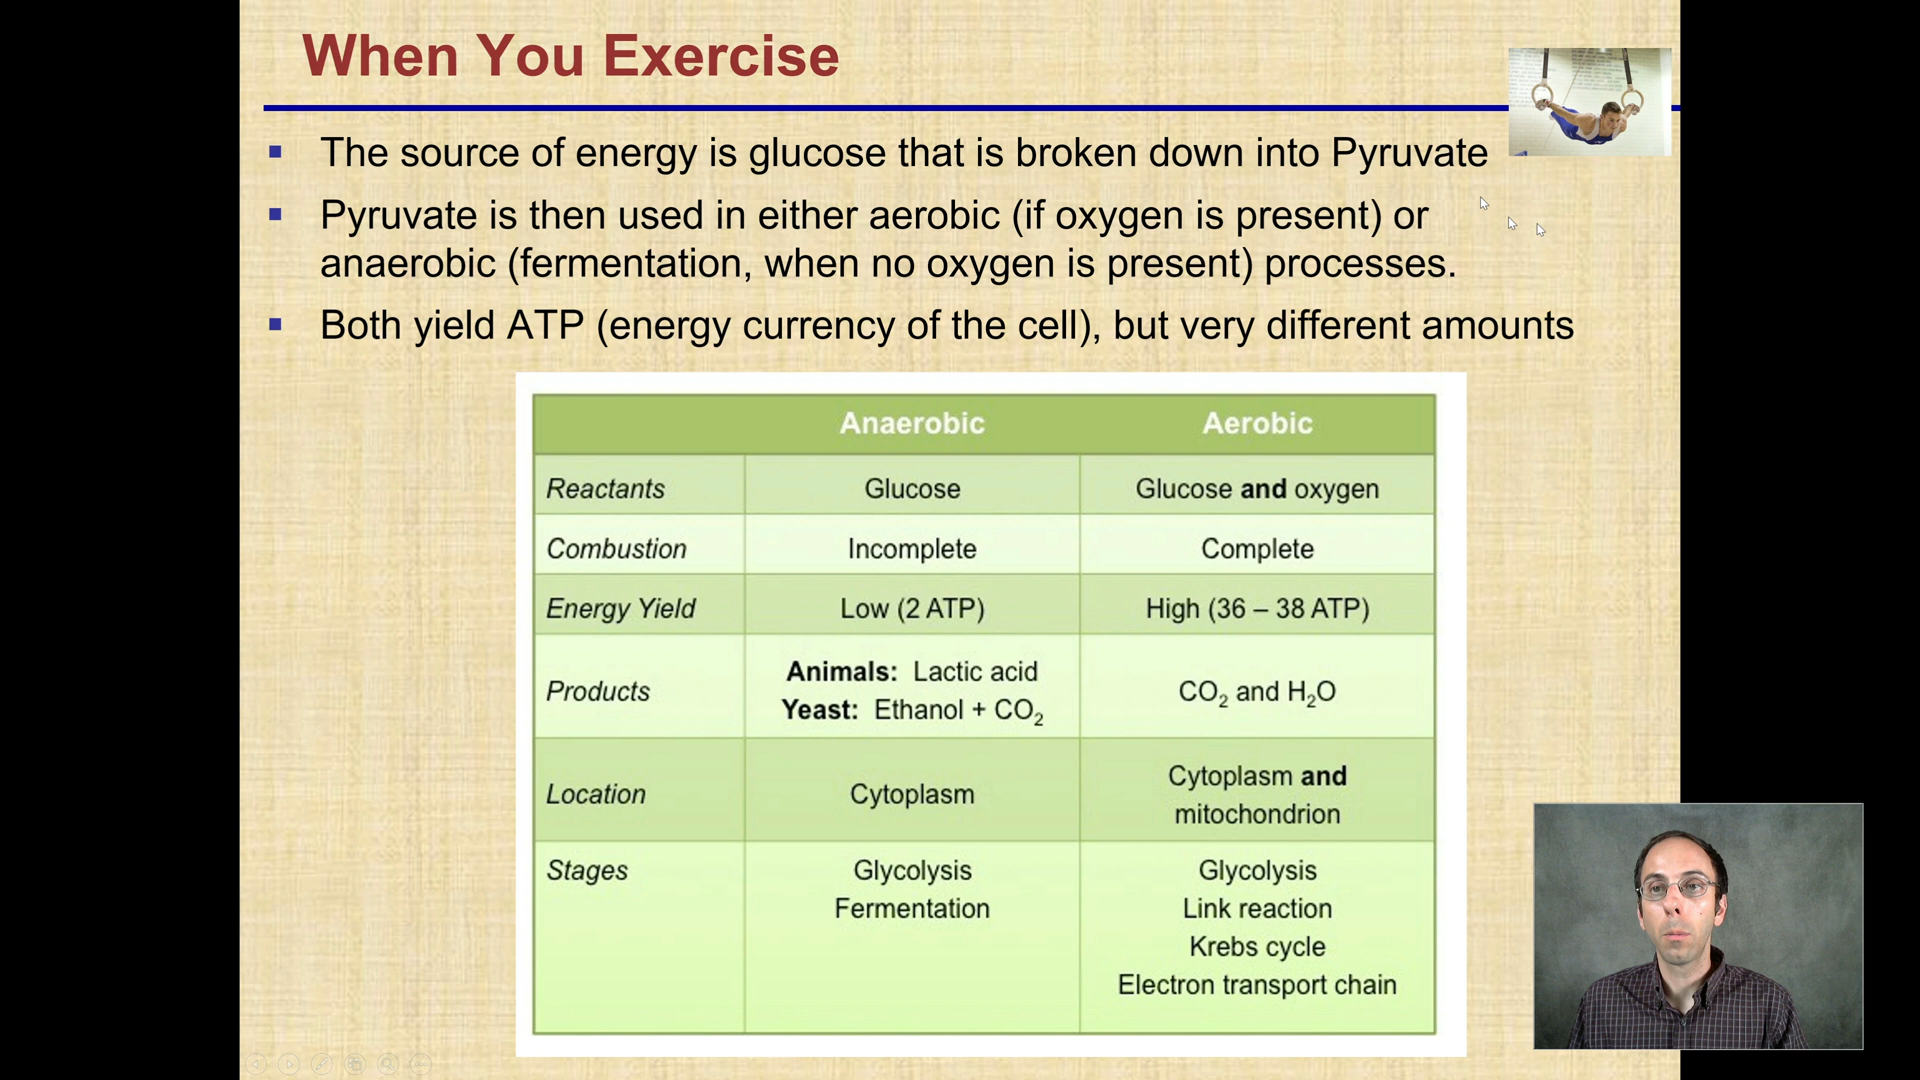 When You Exercise
The source of energy is glucose that is broken down into Pyruvate
Pyruvate is then used in either aerobic (if oxygen is present) or
anaerobic (fermentation, when no oxygen is present) processes.
Both yield ATP (energy currency of the cell), but very different amounts
Anaerobic Aerobic
Reactants Glucose Glucose and oxygen
Combustion Incomplete Complete
Energy Yield Low (2 ATP) High (36 – 38 ATP)
Products Animals: Lactic acid
Yeast: Ethanol + CO₂ CO₂ and H₂O
Location Cytoplasm Cytoplasm and
mitochondrion
Stages Glycolysis Glycolysis
Fermentation Link reaction
Krebs cycle
Electron transport chain